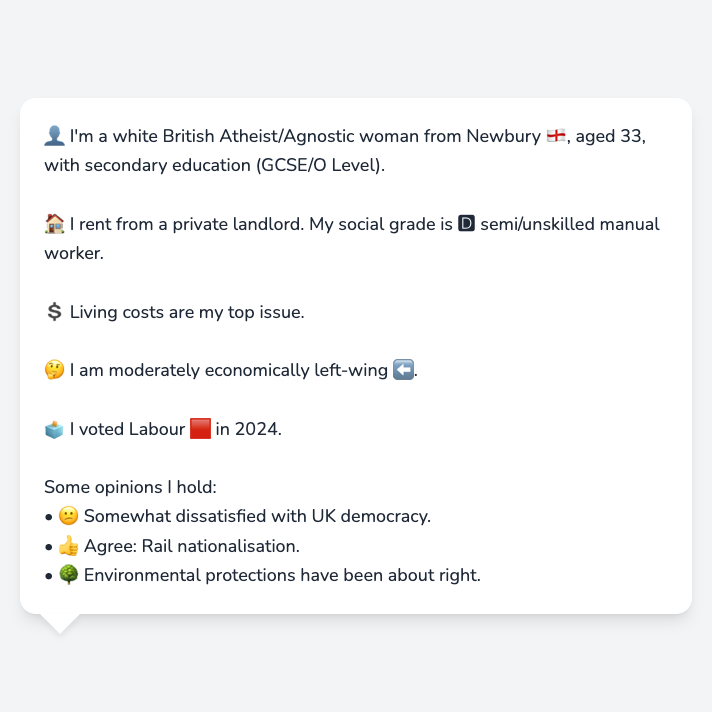 👤 I'm a white British Atheist/Agnostic woman from Newbury 🏴󠁧󠁢󠁥󠁮󠁧󠁿, aged 33,
with secondary education (GCSE/O Level).
🏠 I rent from a private landlord. My social grade is 🅳 semi/unskilled manual
worker.
💲 Living costs are my top issue.
🤔 I am moderately economically left-wing ⬅️.
🗳️ I voted Labour 🟥 in 2024.
Some opinions I hold:
• 😕 Somewhat dissatisfied with UK democracy.
• 👍 Agree: Rail nationalisation.
• 🌳 Environmental protections have been about right.